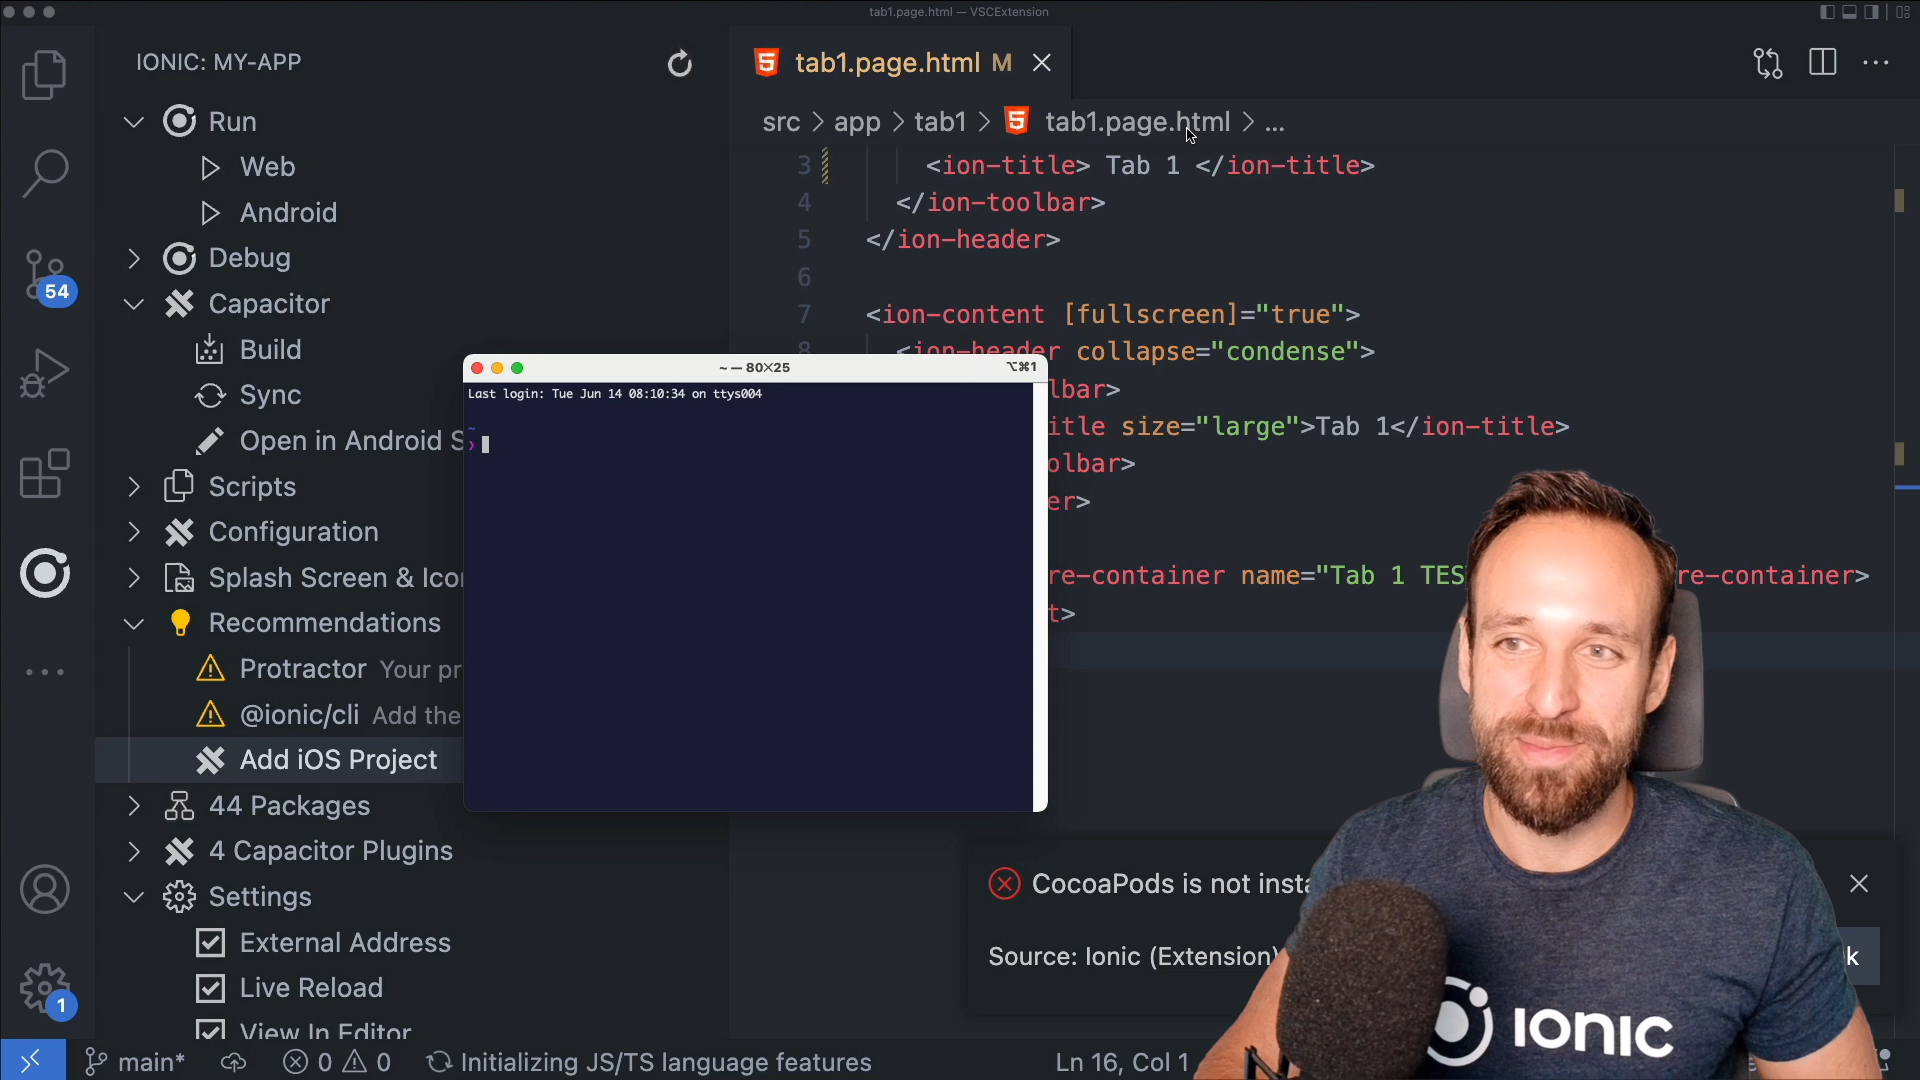 tab1.page.html — VSCExtension
IONIC: MY-APP
Run
Web
Android
Debug
54
Capacitor
Build
Sync
Open in Android S
Scripts
Configuration
Splash Screen & Ico
Recommendations
Protractor Your pr
@ionic/cli Add the
Add iOS Project
44 Packages
4 Capacitor Plugins
Settings
External Address
Live Reload
View In Editor
1
tab1.page.html M
src > app > tab1 > tab1.page.html > ...
3 <ion-title> Tab 1 </ion-title>
4 </ion-toolbar>
5 </ion-header>
6
7 <ion-content [fullscreen]="true">
8 <ion-header collapse="condense">
lbar>
itle size="large">Tab 1</ion-title>
olbar>
er>
re-container name="Tab 1 TES re-container>
t>
~ — 80×25 ⌥⌘1
Last login: Tue Jun 14 08:10:34 on ttys004
~
❯
CocoaPods is not insta
Source: Ionic (Extension)
k
ionic
main* 0 0 Initializing JS/TS language features
Ln 16, Col 1